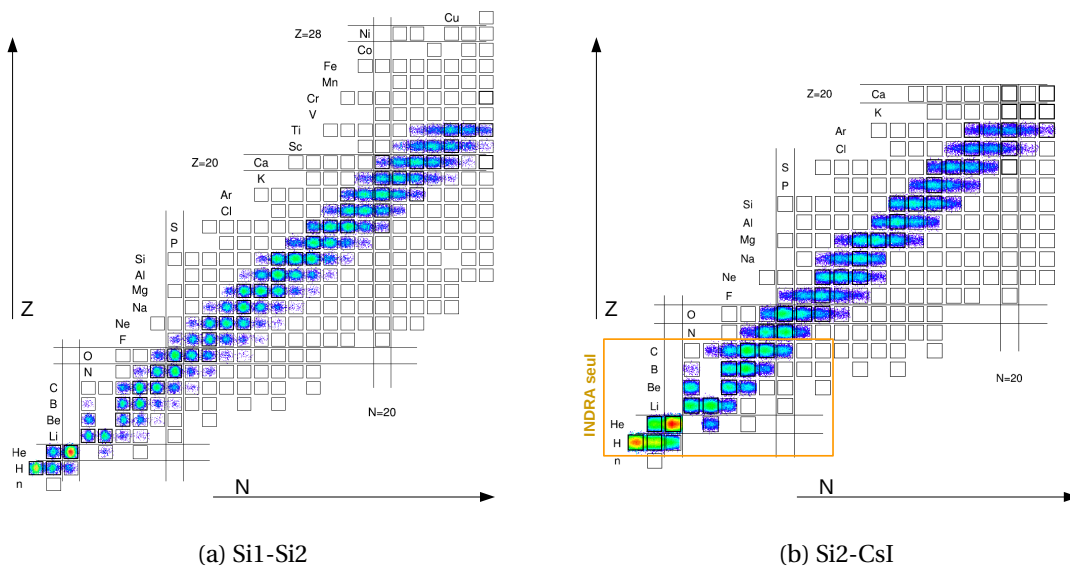 Cu
Z=28
Ni
Co
Fe
Mn
Cr
V
Ti
Sc
Z=20
Ca
K
Ar
Cl
S
P
Si
Al
Mg
Na
Ne
F
O
N
C
B
Be
Li
He
H
n
Z
N
N=20
(a) Si1-Si2
Z=20
Ca
K
Ar
Cl
S
P
Si
Al
Mg
Na
Ne
F
O
N
C
B
Be
Li
He
H
n
INDRA seul
Z
N
N=20
(b) Si2-CsI